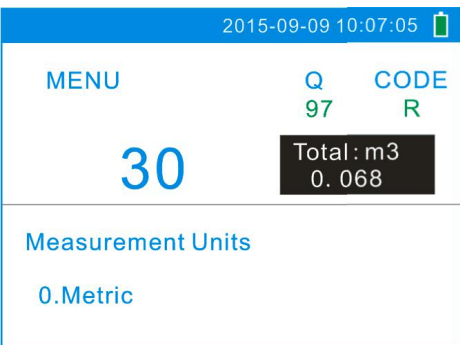 2015-09-09 10:07:05
MENU Q CODE
97 R
30
Total: m3
0. 068
Measurement Units
0.Metric